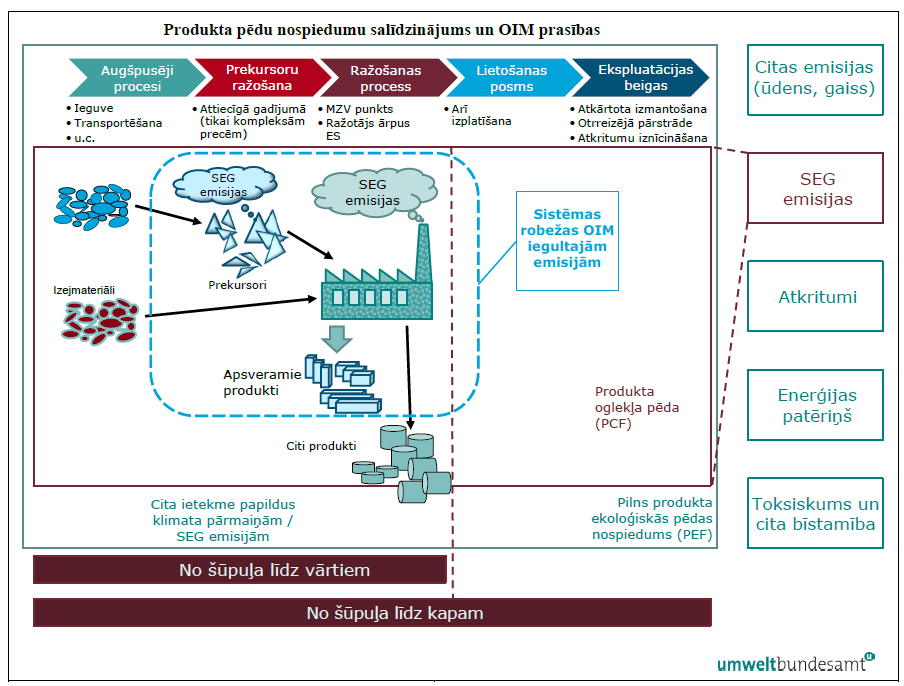 Produkta pēdu nospiedumu salīdzinājums un OIM prasības
Augšpusēji
procesi
Prekursoru
ražošana
Ražošanas
process
Lietošanas
posms
Ekspluatācijas
beigas
• Ieguve
• Transportēšana
• u.c.
• Attiecīgā gadījumā
(tikai kompleksām
precēm)
• MZV punkts
• Ražotājs ārpus
ES
• Arī
izplatīšana
• Atkārtota izmantošana
• Otrreizējā pārstrāde
• Atkritumu iznīcināšana
Citas emisijas
(ūdens, gaiss)
SEG
emisijas
Atkritumi
Enerģijas
patēriņš
Toksiskums un
cita bīstamība
SEG
emisijas
SEG
emisijas
Sistēmas
robežas OIM
iegultajām
emisijām
Prekursori
Izejmateriāli
Apsveramie
produkti
Citi produkti
Produkta
oglekļa pēda
(PCF)
Cita ietekme papildus
klimata pārmaiņām /
SEG emisijām
Pilns produkta
ekoloģiskās pēdas
nospiedums (PEF)
No šūpuļa līdz vārtiem
No šūpuļa līdz kapam
umweltbundesamt
u